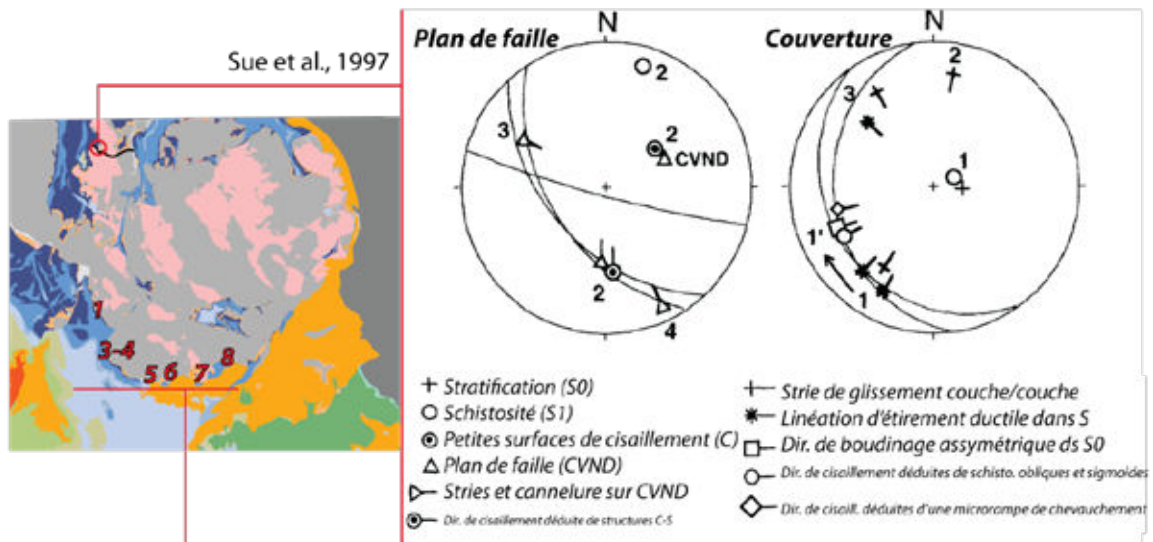 Sue et al., 1997
1
3-4
5
6
7
8
N
Plan de faille
2
3
2
CVND
2
4
N
Couverture
2
3
1
1'
1
Stratification (S0)
Schistosité (S1)
Petites surfaces de cisaillement (C)
Plan de faille (CVND)
Stries et cannelure sur CVND
Dir. de cisaillement déduite de structures C-S
Strie de glissement couche/couche
Linéation d'étirement ductile dans S
Dir. de boudinage assymétrique ds S0
Dir. de cisaillement déduites de schisto. obliques et sigmoides
Dir. de cisaill. déduites d'une microrampe de chevauchement